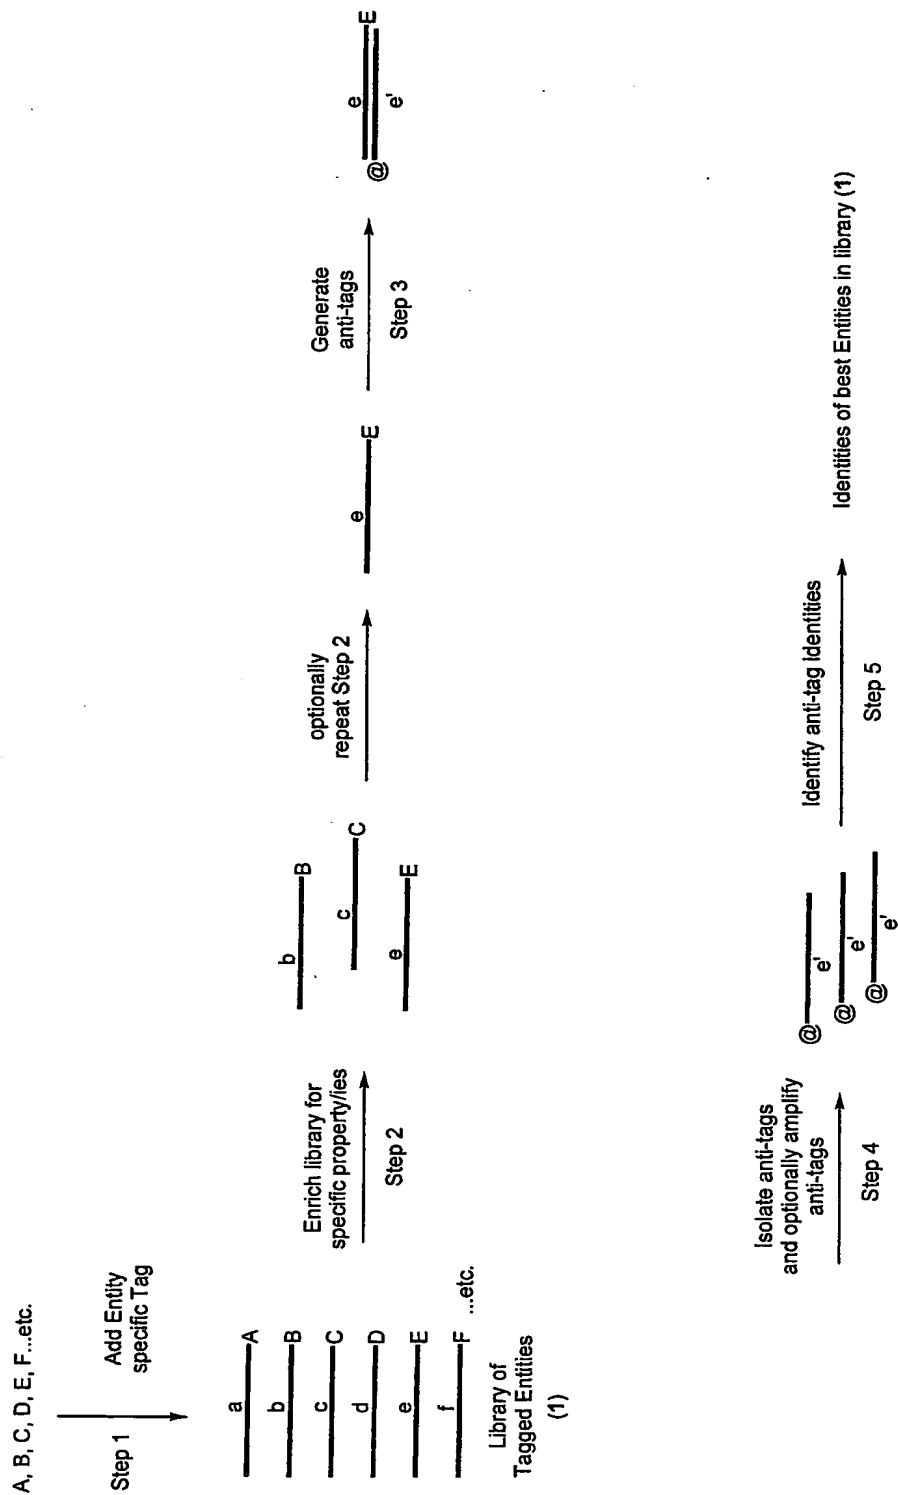 A, B, C, D, E, F...etc.
Step 1
Add Entity
specific Tag
a
A
b
B
c
C
d
D
e
E
f
F
...etc.
Library of
Tagged Entities
(1)
Enrich library for
specific property/ies
Step 2
b
B
c
C
e
E
optionally
repeat Step 2
e
E
Generate
anti-tags
Step 3
e
E
@
e'
Isolate anti-tags
and optionally amplify
anti-tags
Step 4
@
e'
@
e'
@
e'
Identify anti-tag identities
Step 5
Identities of best Entities in library (1)